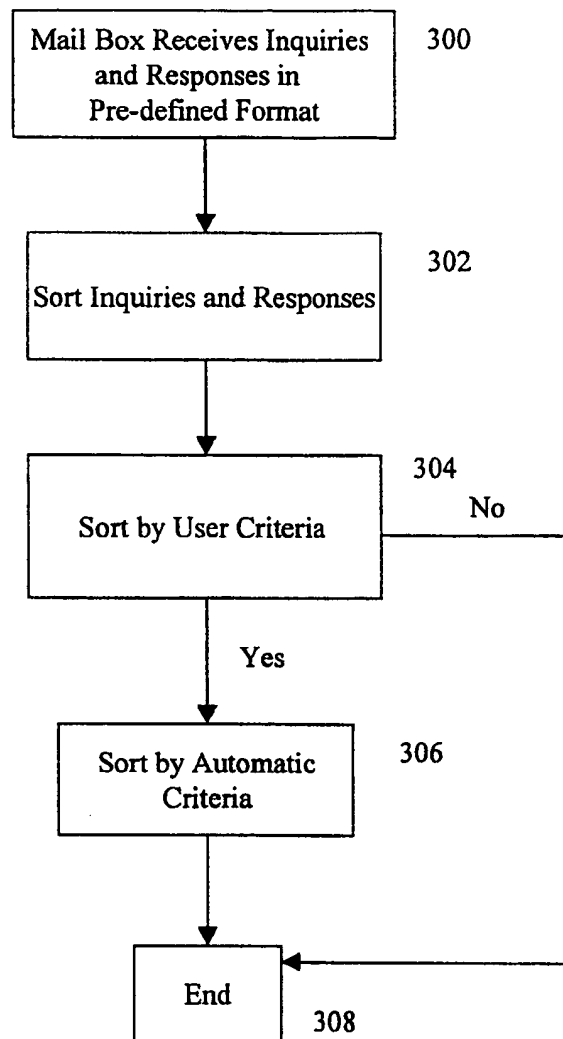 Mail Box Receives Inquiries
and Responses in
Pre-defined Format
300
302
Sort Inquiries and Responses
304
Sort by User Criteria
No
Yes
306
Sort by Automatic
Criteria
End
308